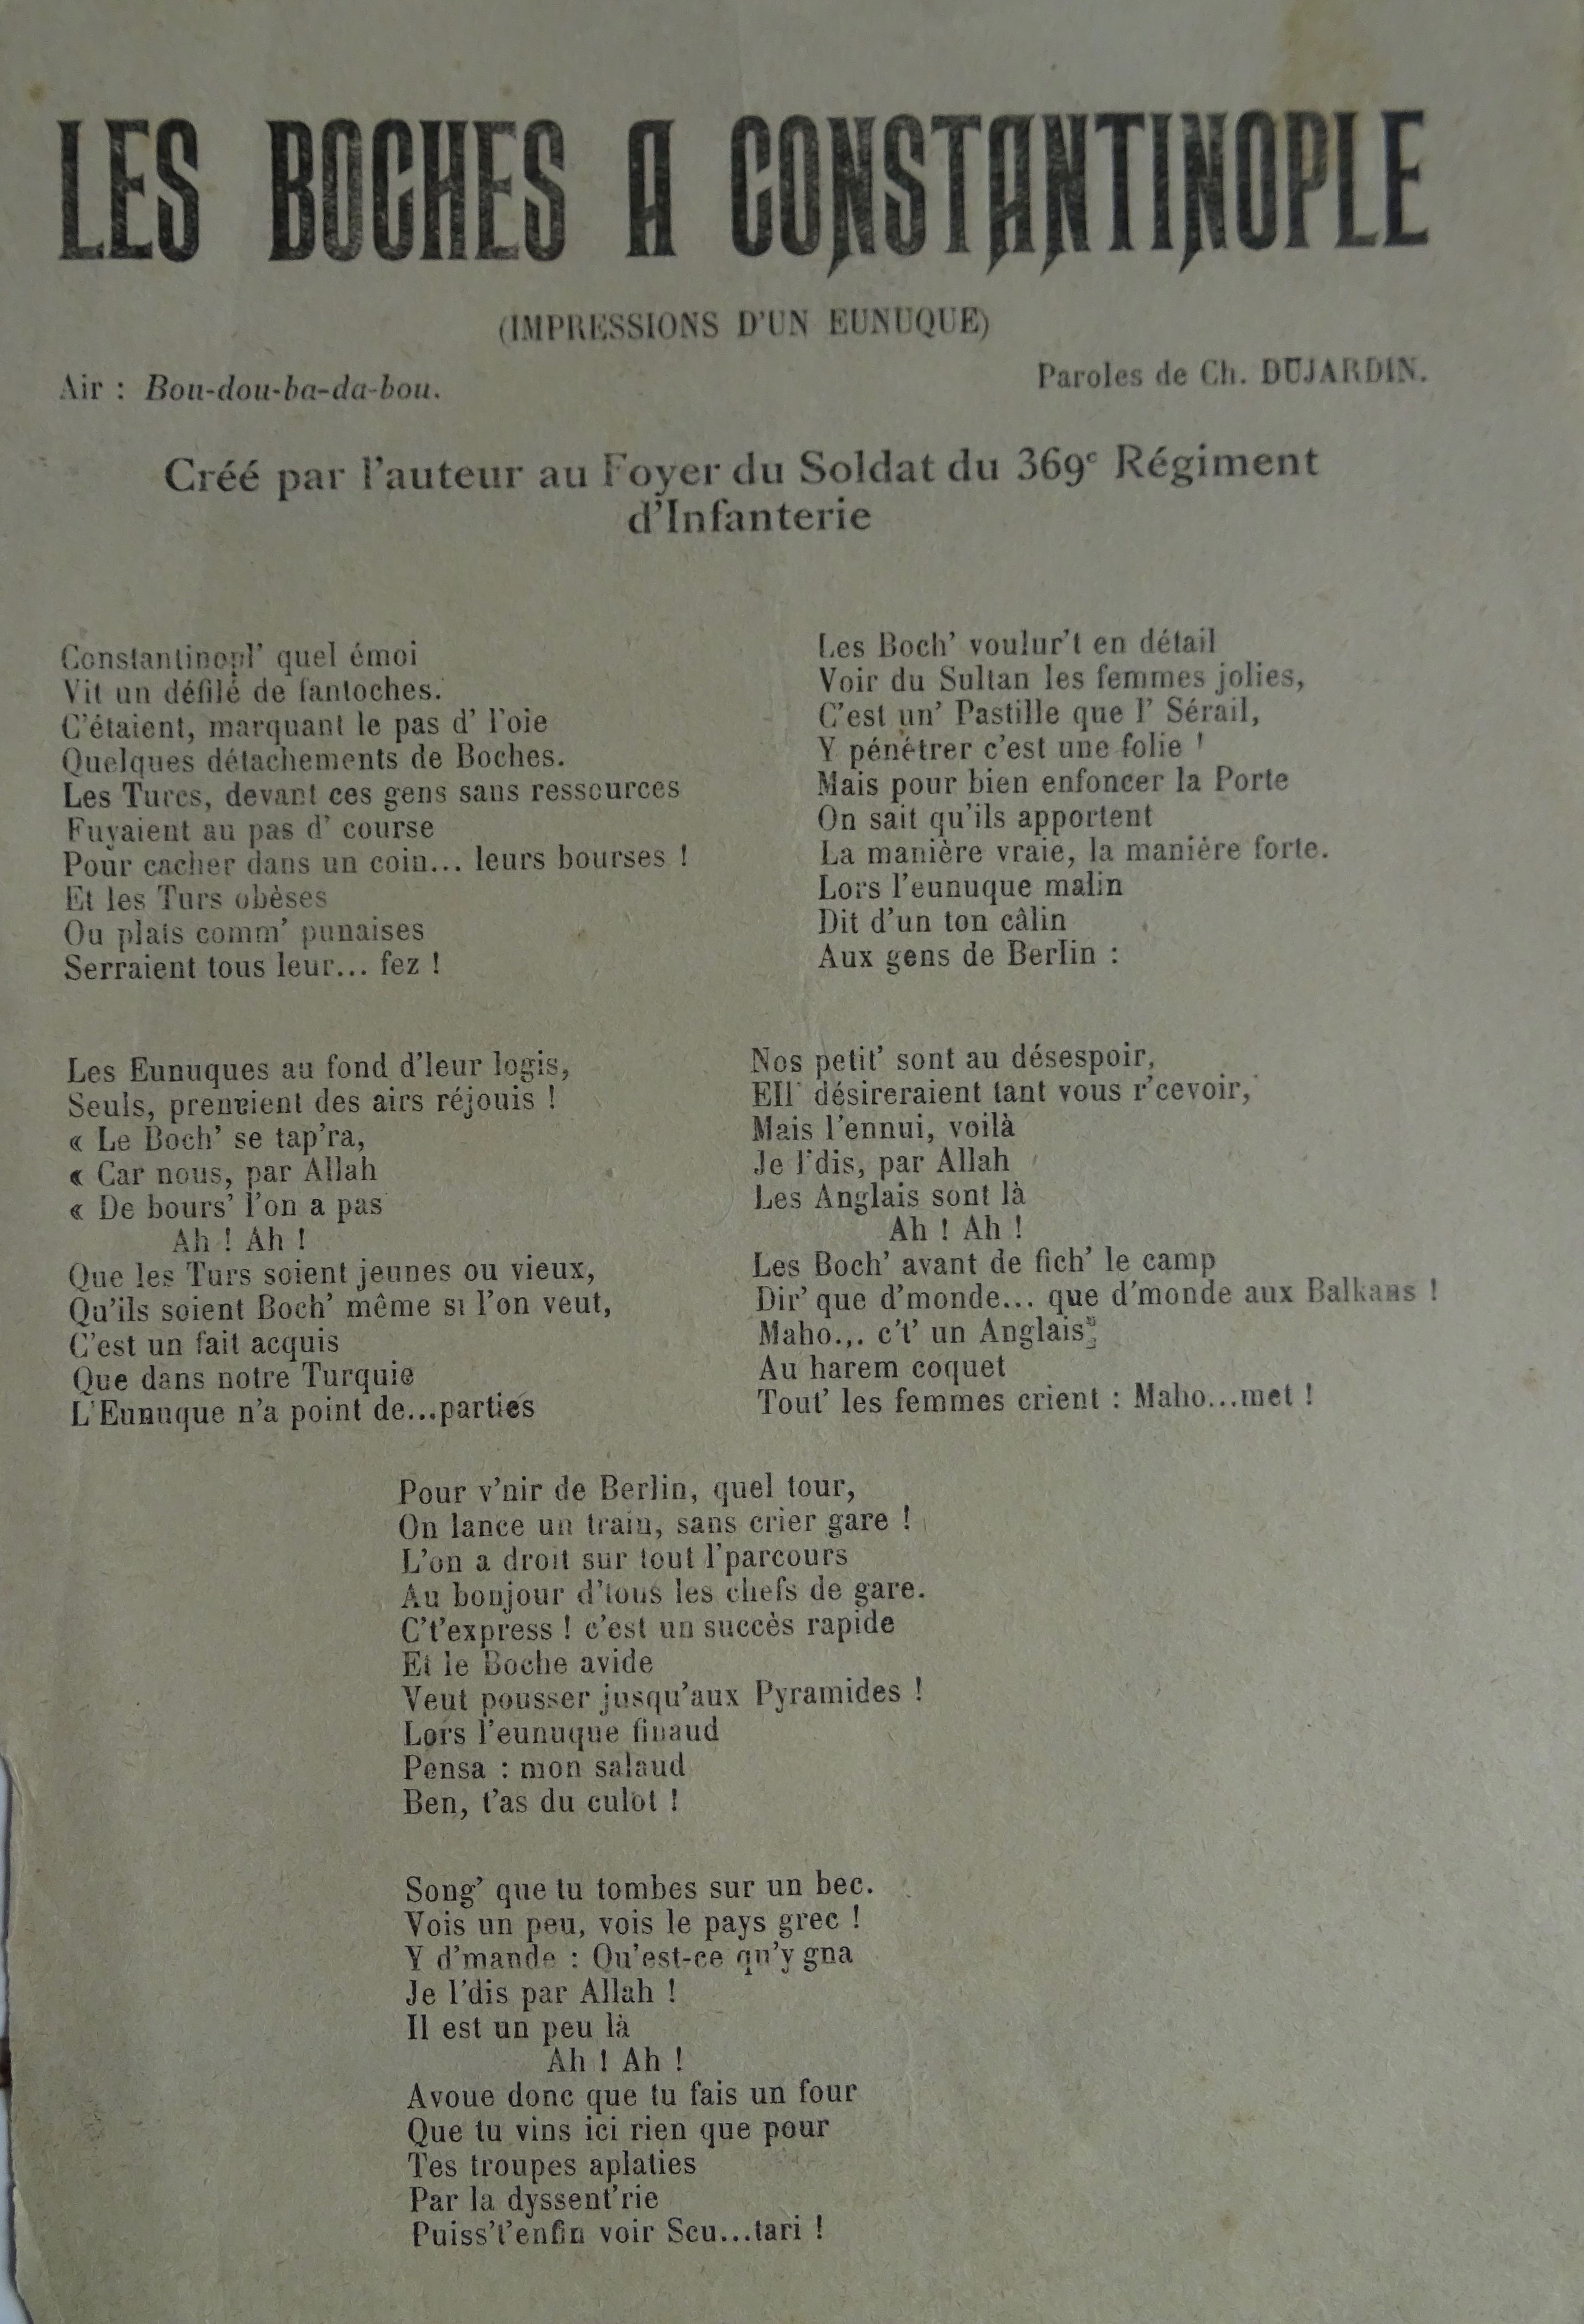 LES BOCHES A CONSTANTINOPLE
(IMPRESSIONS D'UN EUNUQUE)
Air : Bou-dou-ba-da-bou.
Paroles de Ch. DUJARDIN.
Créé par l'auteur au Foyer du Soldat du 369e Régiment
d'Infanterie
Constantinopl' quel émoi
Vit un défilé de fantoches.
C'étaient, marquant le pas d' l'oie
Quelques détachements de Boches.
Les Turcs, devant ces gens sans ressources
Fuyaient au pas d' course
Pour cacher dans un coin... leurs bourses !
Et les Turs obèses
Ou plats comm' punaises
Serraient tous leur... fez !
Les Eunuques au fond d'leur logis,
Seuls, prenaient des airs réjouis !
« Le Boch' se tap'ra,
« Car nous, par Allah
« De bours' l'on a pas
Ah ! Ah !
Que les Turs soient jeunes ou vieux,
Qu'ils soient Boch' même si l'on veut,
C'est un fait acquis
Que dans notre Turquie
L'Eunuque n'a point de...parties
Les Boch' voulur't en détail
Voir du Sultan les femmes jolies,
C'est un' Pastille que l' Sérail,
Y pénétrer c'est une folie !
Mais pour bien enfoncer la Porte
On sait qu'ils apportent
La manière vraie, la manière forte.
Lors l'eunuque malin
Dit d'un ton câlin
Aux gens de Berlin :
Nos petit' sont au désespoir,
Ell' désireraient tant vous r'cevoir,
Mais l'ennui, voilà
Je l'dis, par Allah
Les Anglais sont là
Ah ! Ah !
Les Boch' avant de fich' le camp
Dir' que d'monde... que d'monde aux Balkans !
Maho... c't' un Anglais
Au harem coquet
Tout' les femmes crient : Maho...met !
Pour v'nir de Berlin, quel tour,
On lance un train, sans crier gare !
L'on a droit sur tout l'parcours
Au bonjour d'tous les chefs de gare.
C't'express ! c'est un succès rapide
Et le Boche avide
Veut pousser jusqu'aux Pyramides !
Lors l'eunuque finaud
Pensa : mon salaud
Ben, t'as du culot !
Song' que tu tombes sur un bec.
Vois un peu, vois le pays grec !
Y d'mande : Qu'est-ce qu'y gna
Je l'dis par Allah !
Il est un peu là
Ah ! Ah !
Avoue donc que tu fais un four
Que tu vins ici rien que pour
Tes troupes aplaties
Par la dyssent'rie
Puiss't'enfin voir Scu...tari !